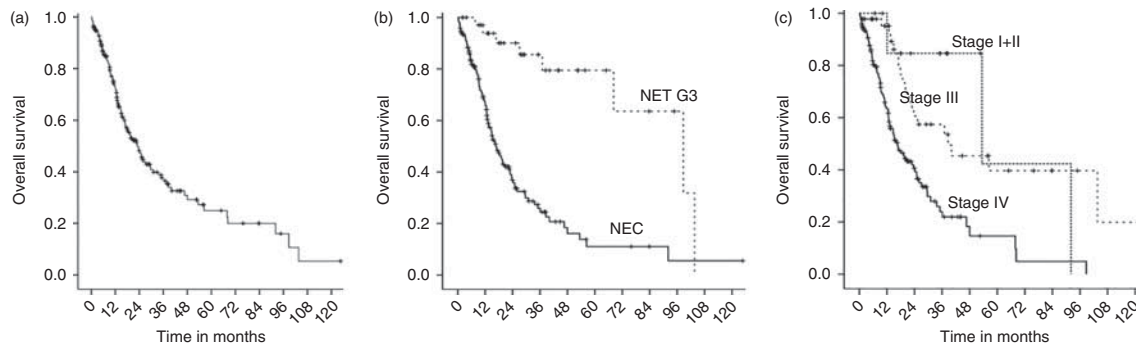 (a)
Overall survival
1.0
0.8
0.6
0.4
0.2
0.0
0 12 24 36 48 60 72 84 96 108 120
Time in months
(b)
Overall survival
1.0
0.8
0.6
0.4
0.2
0.0
NET G3
NEC
0 12 24 36 48 60 72 84 96 108 120
Time in months
(c)
Overall survival
1.0
0.8
0.6
0.4
0.2
0.0
Stage I+II
Stage III
Stage IV
0 12 24 36 48 60 72 84 96 108 120
Time in months